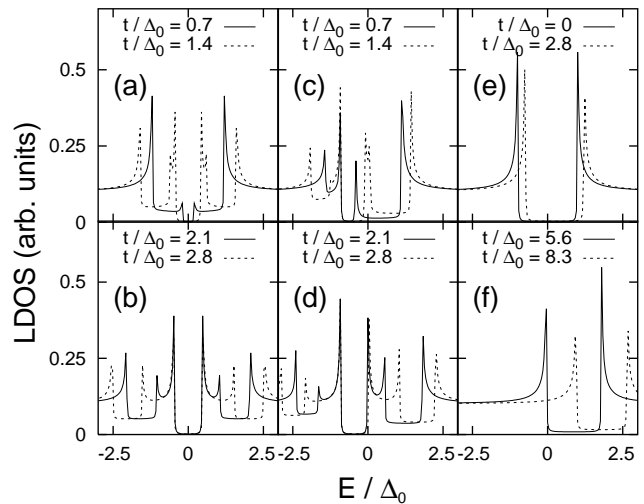 t / Δ0 = 0.7
t / Δ0 = 1.4
(a)
t / Δ0 = 0.7
t / Δ0 = 1.4
(c)
t / Δ0 = 0
t / Δ0 = 2.8
(e)
0.5
0.25
0
t / Δ0 = 2.1
t / Δ0 = 2.8
(b)
t / Δ0 = 2.1
t / Δ0 = 2.8
(d)
t / Δ0 = 5.6
t / Δ0 = 8.3
(f)
0.5
0.25
0
LDOS (arb. units)
-2.5 0 2.5 -2.5 0 2.5 -2.5 0 2.5
E / Δ0